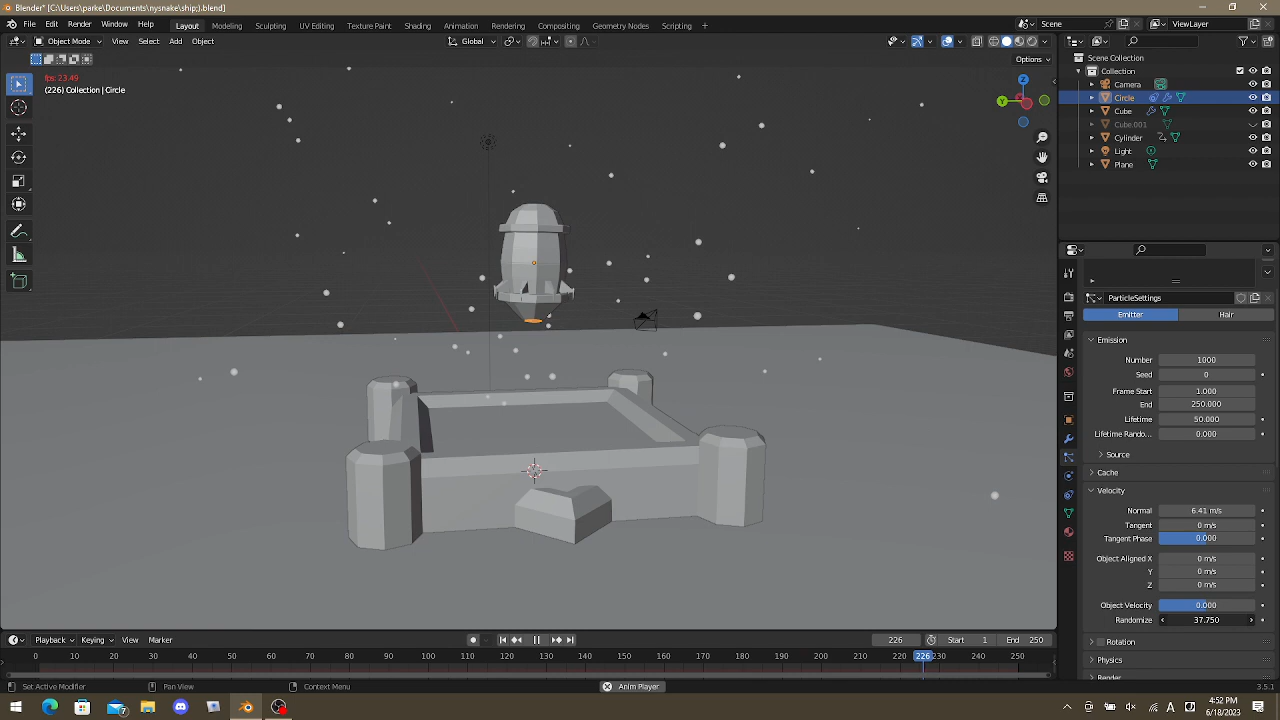 Blender* [C:\Users\parke\Documents\nysnake\ship;).blend]
File Edit Render Window Help Layout Modeling Sculpting UV Editing Texture Paint Shading Animation Rendering Compositing Geometry Nodes Scripting + Scene ViewLayer
Object Mode View Select Add Object Global
Options
fps: 23.49
(226) Collection | Circle
Z
Y
Scene Collection
Collection
Camera
Circle
Cube
Cube.001
Cylinder
Light
Plane
ParticleSettings
Emitter Hair
Emission
Number 1000
Seed 0
Frame Start 1.000
End 250.000
Lifetime 50.000
Lifetime Rando... 0.000
Source
Cache
Velocity
Normal 6.41 m/s
Tangent 0 m/s
Tangent Phase 0.000
Object Aligned X 0 m/s
Y 0 m/s
Z 0 m/s
Object Velocity 0.000
Randomize 37.750
Rotation
Physics
Render
Playback Keying View Marker 226 Start 1 End 250
0 10 20 30 40 50 60 70 80 90 100 110 120 130 140 150 160 170 180 190 200 210 220 226 230 240 250
Set Active Modifier Pan View Context Menu Anim Player 3.5.1
7
4:52 PM
6/18/2023